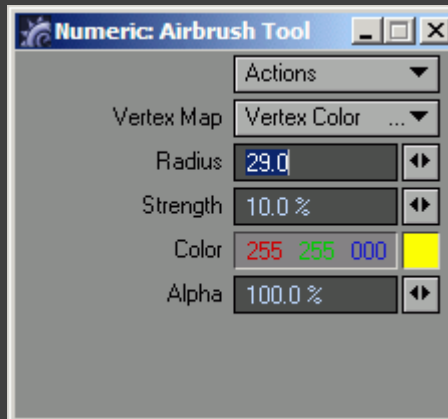 Numeric: Airbrush Tool
Actions
Vertex Map Vertex Color ...
Radius 29.0
Strength 10.0 %
Color 255 255 000
Alpha 100.0 %